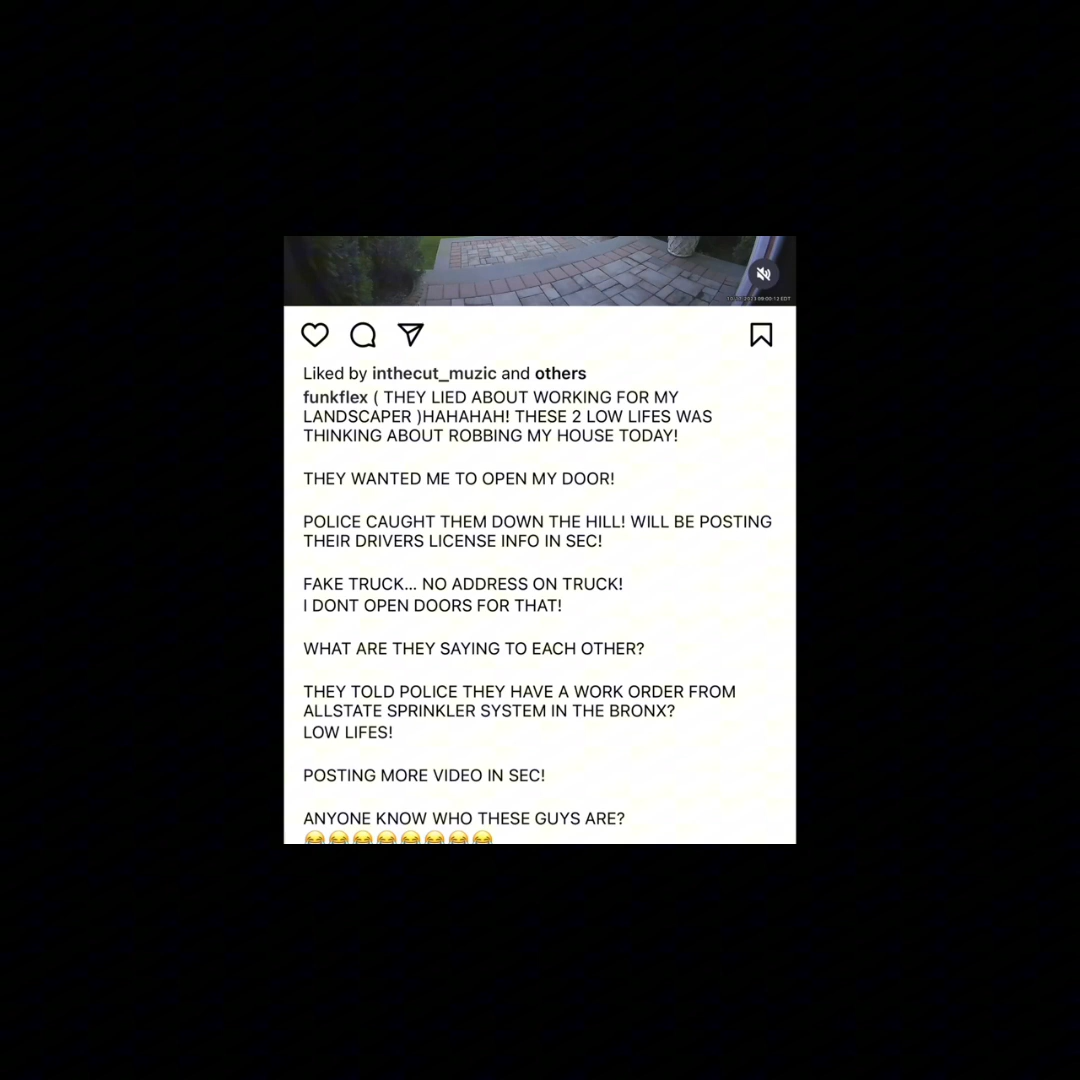 Liked by inthecut_muzic and others
funkflex ( THEY LIED ABOUT WORKING FOR MY
LANDSCAPER )HAHAHAH! THESE 2 LOW LIFES WAS
THINKING ABOUT ROBBING MY HOUSE TODAY!
THEY WANTED ME TO OPEN MY DOOR!
POLICE CAUGHT THEM DOWN THE HILL! WILL BE POSTING
THEIR DRIVERS LICENSE INFO IN SEC!
FAKE TRUCK... NO ADDRESS ON TRUCK!
I DONT OPEN DOORS FOR THAT!
WHAT ARE THEY SAYING TO EACH OTHER?
THEY TOLD POLICE THEY HAVE A WORK ORDER FROM
ALLSTATE SPRINKLER SYSTEM IN THE BRONX?
LOW LIFES!
POSTING MORE VIDEO IN SEC!
ANYONE KNOW WHO THESE GUYS ARE?
😂😂😂😂😂😂😂😂